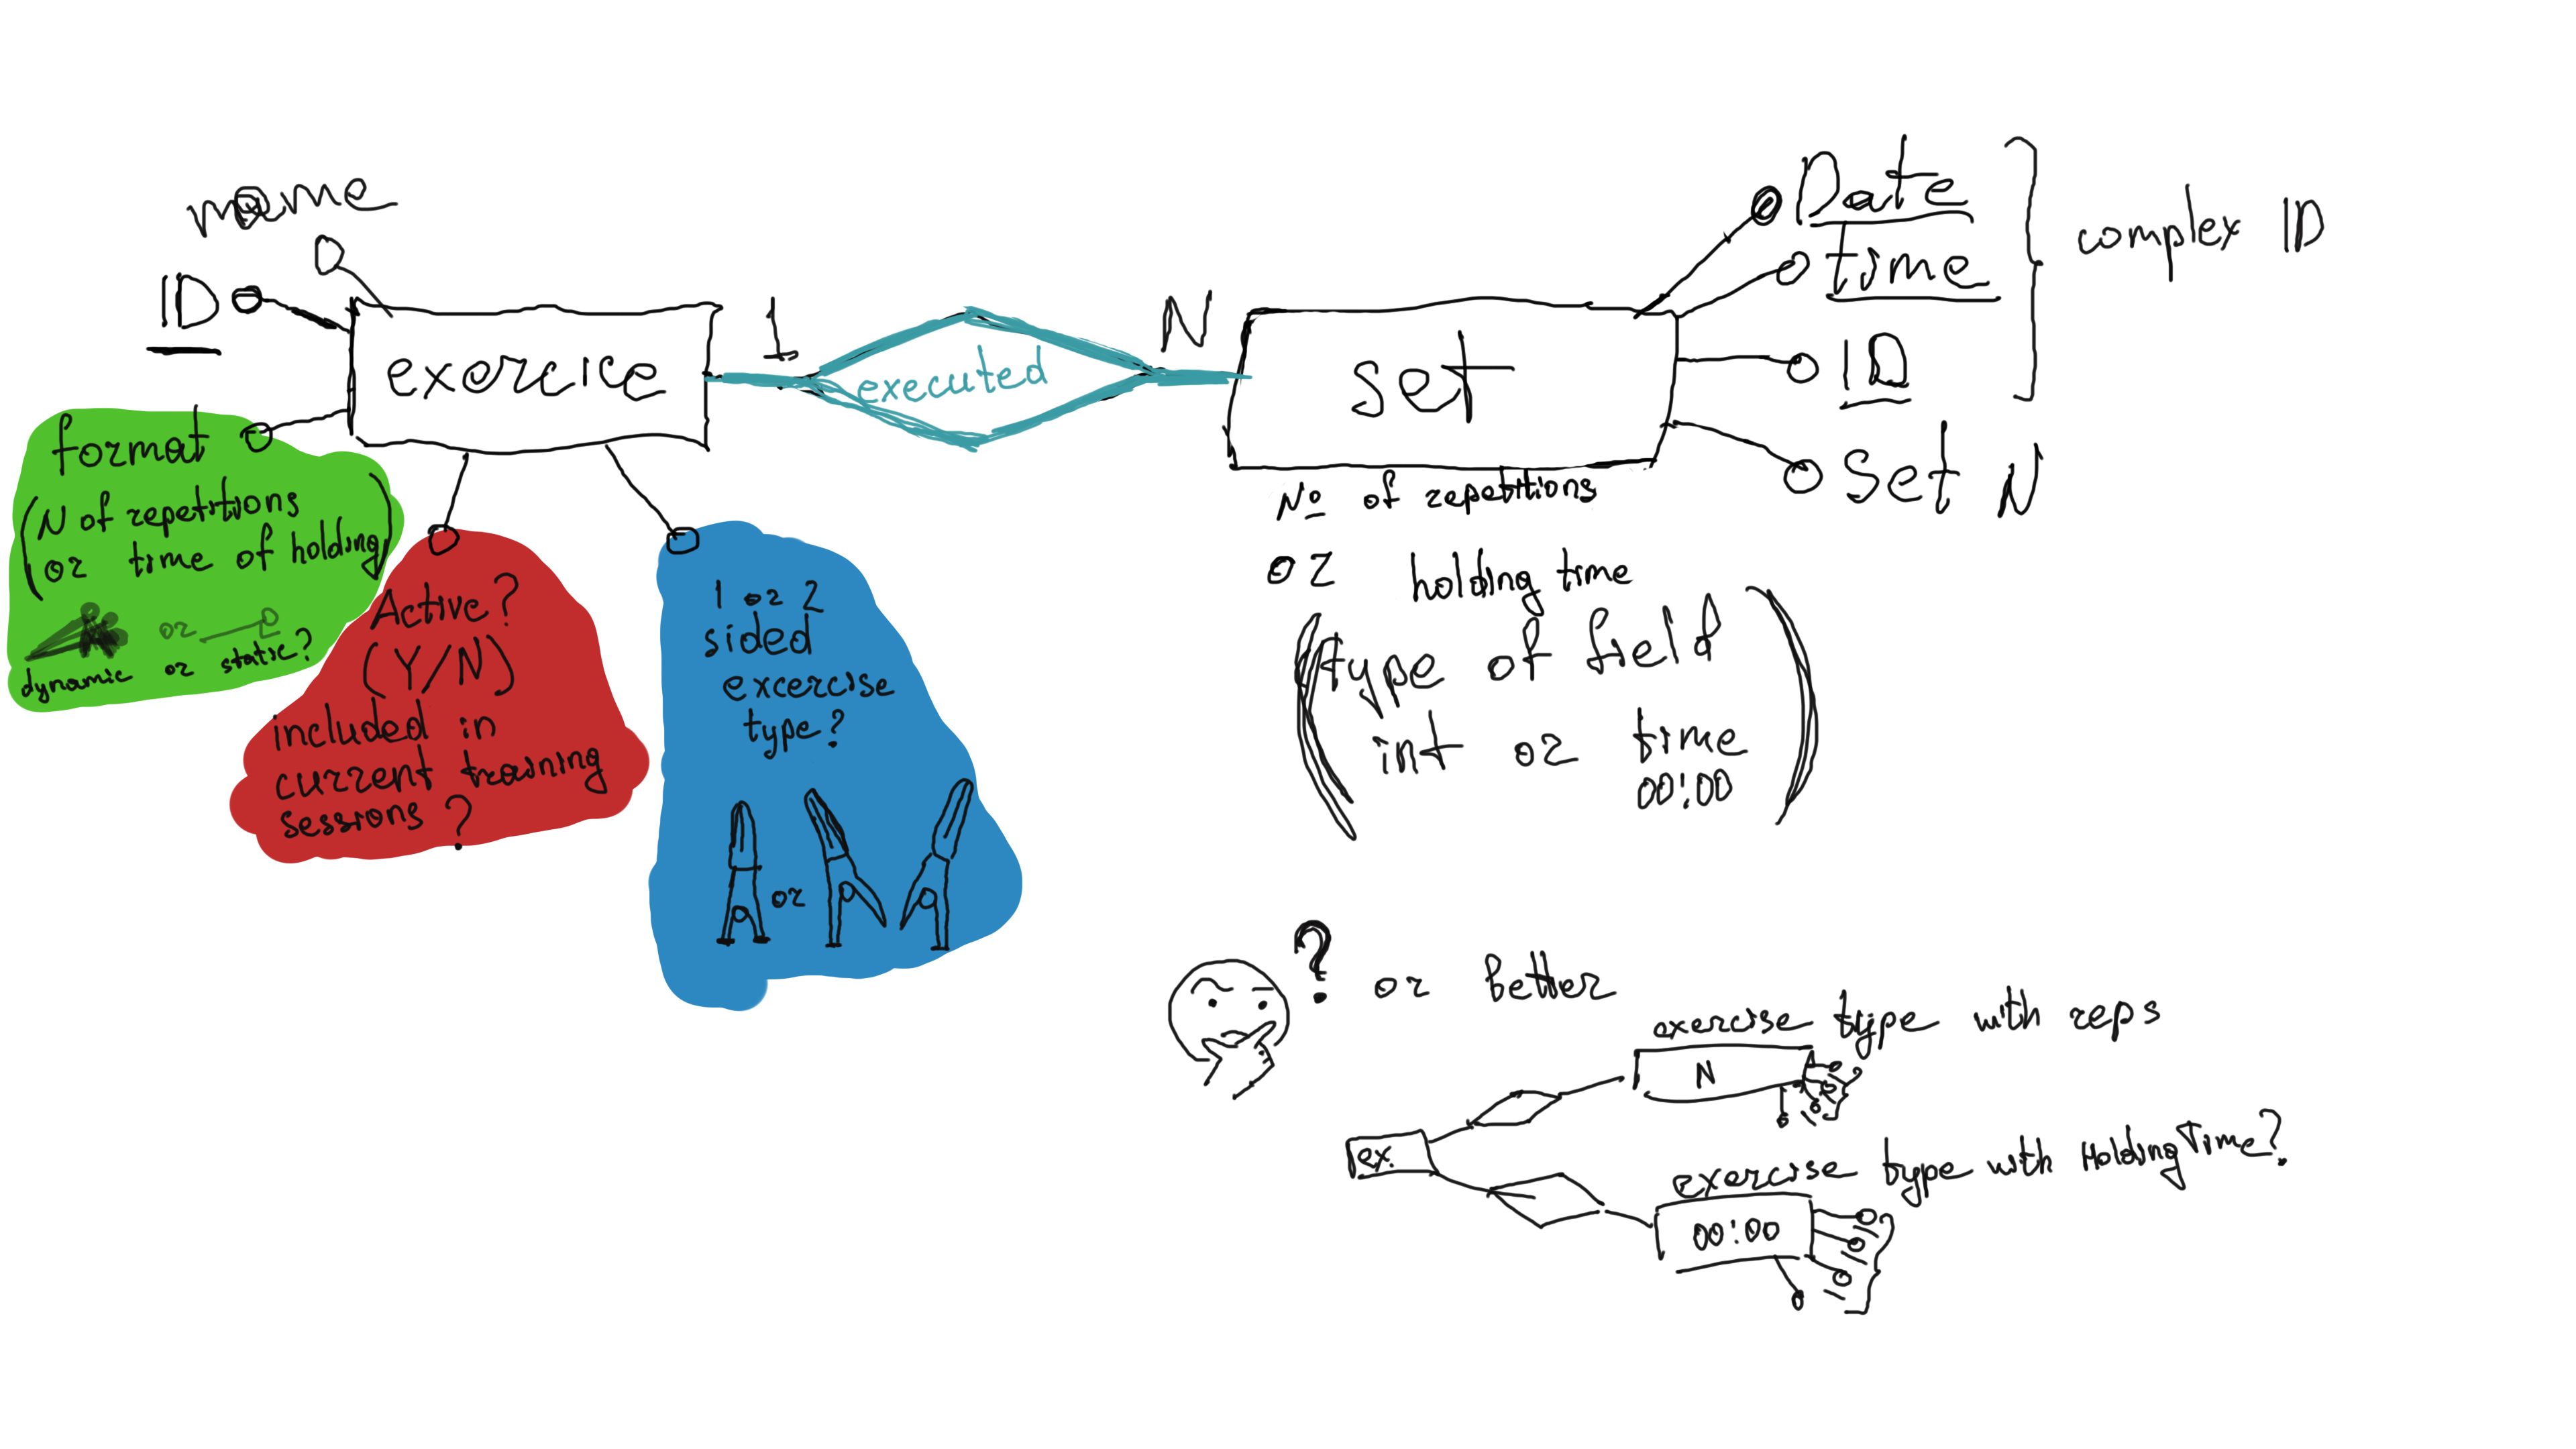 name
ID
exercice
1
executed
N
set
Date
time
ID
Set N
complex ID
format
(N of repetitions
or time of holding)
or
dynamic or static?
Active?
(Y/N)
included in
current training
sessions?
1 or 2
sided
excercise
type?
or
№ of repetitions
or holding time
(type of field
int or time
00:00)
? or better
exercise type with reps
N
ex.
exercise type with Holding Time?
00:00